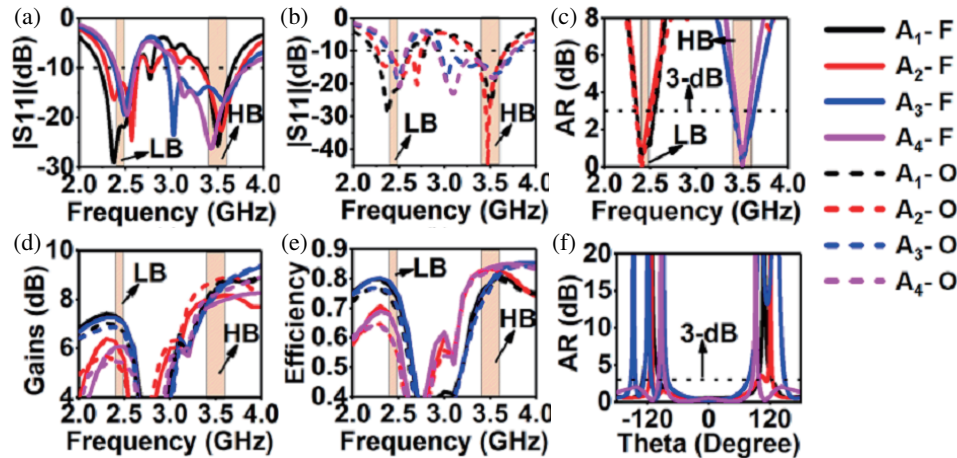 (a)
|S11|(dB)
0
-10
-20
-30
LB
HB
2.0 2.5 3.0 3.5 4.0
Frequency (GHz)
(b)
|S11|(dB)
0
-10
-20
-30
-40
LB
HB
2.0 2.5 3.0 3.5 4.0
Frequency (GHz)
(c)
AR (dB)
8
6
4
2
0
HB
3-dB
LB
2.0 2.5 3.0 3.5 4.0
Frequency (GHz)
A1- F
A2- F
A3- F
A4- F
A1- O
A2- O
A3- O
A4- O
(d)
Gains (dB)
10
8
6
4
LB
HB
2.0 2.5 3.0 3.5 4.0
Frequency (GHz)
(e)
Efficiency
0.9
0.8
0.7
0.6
0.5
0.4
LB
HB
2.0 2.5 3.0 3.5 4.0
Frequency (GHz)
(f)
AR (dB)
20
15
10
5
0
3-dB
-120 0 120
Theta (Degree)